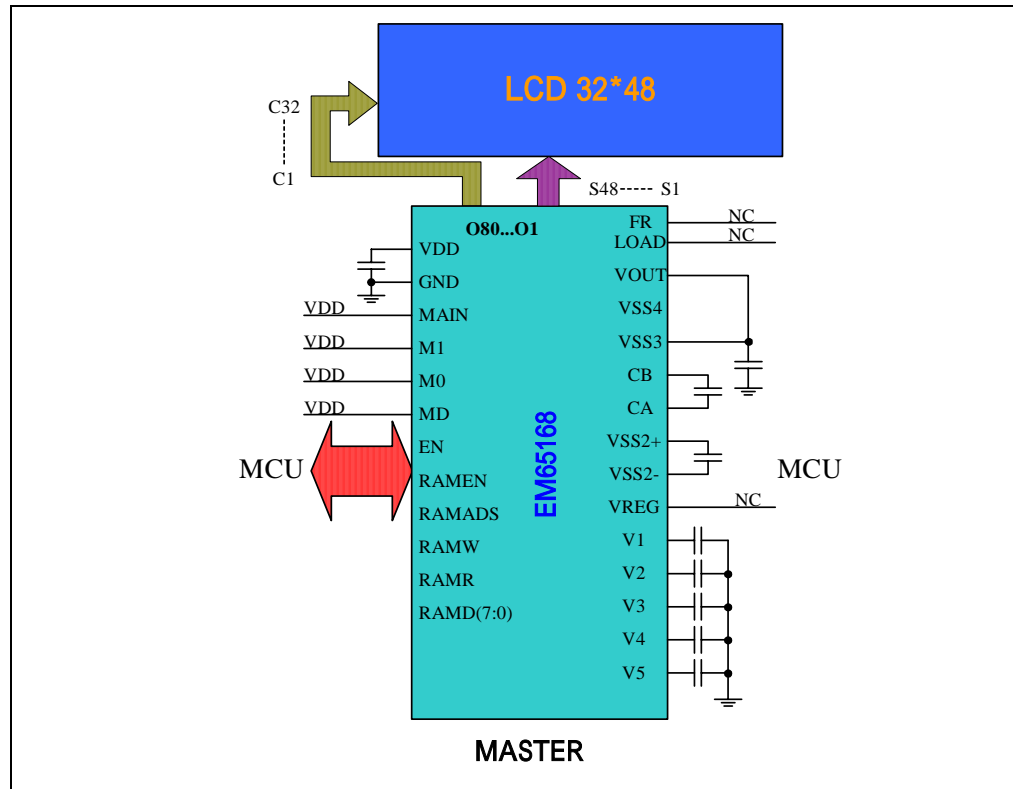 LCD 32*48
C32
C1
S48----- S1
O80...O1
VDD
GND
VDD
MAIN
VDD
M1
VDD
M0
VDD
MD
EN
RAMEN
RAMADS
RAMW
RAMR
RAMD(7:0)
MCU
EM65168
FR
NC
LOAD
NC
VOUT
VSS4
VSS3
CB
CA
VSS2+
VSS2-
VREG
NC
V1
V2
V3
V4
V5
MCU
MASTER